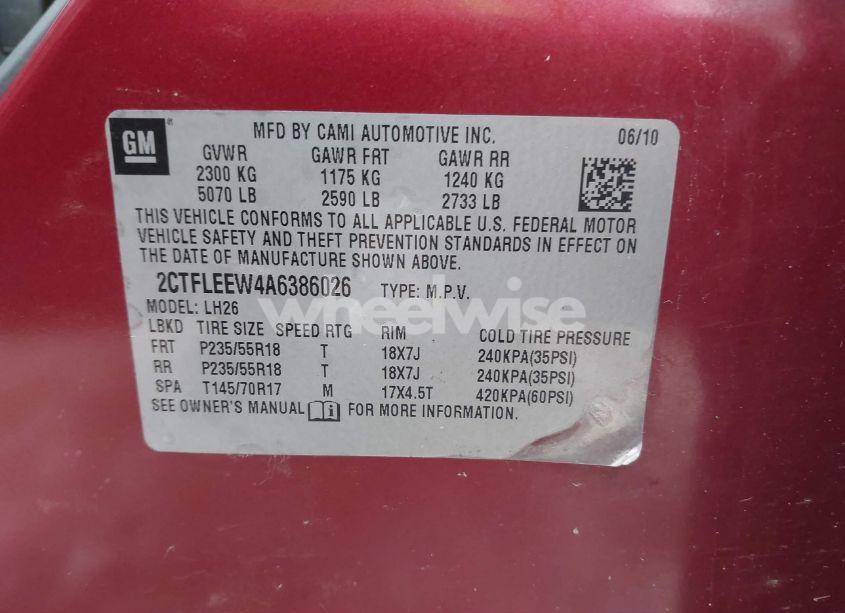 GM
MFD BY CAMI AUTOMOTIVE INC. 06/10
GVWR GAWR FRT GAWR RR
2300 KG 1175 KG 1240 KG
5070 LB 2590 LB 2733 LB
THIS VEHICLE CONFORMS TO ALL APPLICABLE U.S. FEDERAL MOTOR
VEHICLE SAFETY AND THEFT PREVENTION STANDARDS IN EFFECT ON
THE DATE OF MANUFACTURE SHOWN ABOVE.
2CTFLEEW4A6386026 TYPE: M.P.V.
MODEL: LH26
wheelwise
LBKD TIRE SIZE SPEED RTG RIM COLD TIRE PRESSURE
FRT P235/55R18 T 18X7J 240KPA(35PSI)
RR P235/55R18 T 18X7J 240KPA(35PSI)
SPA T145/70R17 M 17X4.5T 420KPA(60PSI)
SEE OWNER'S MANUAL FOR MORE INFORMATION.